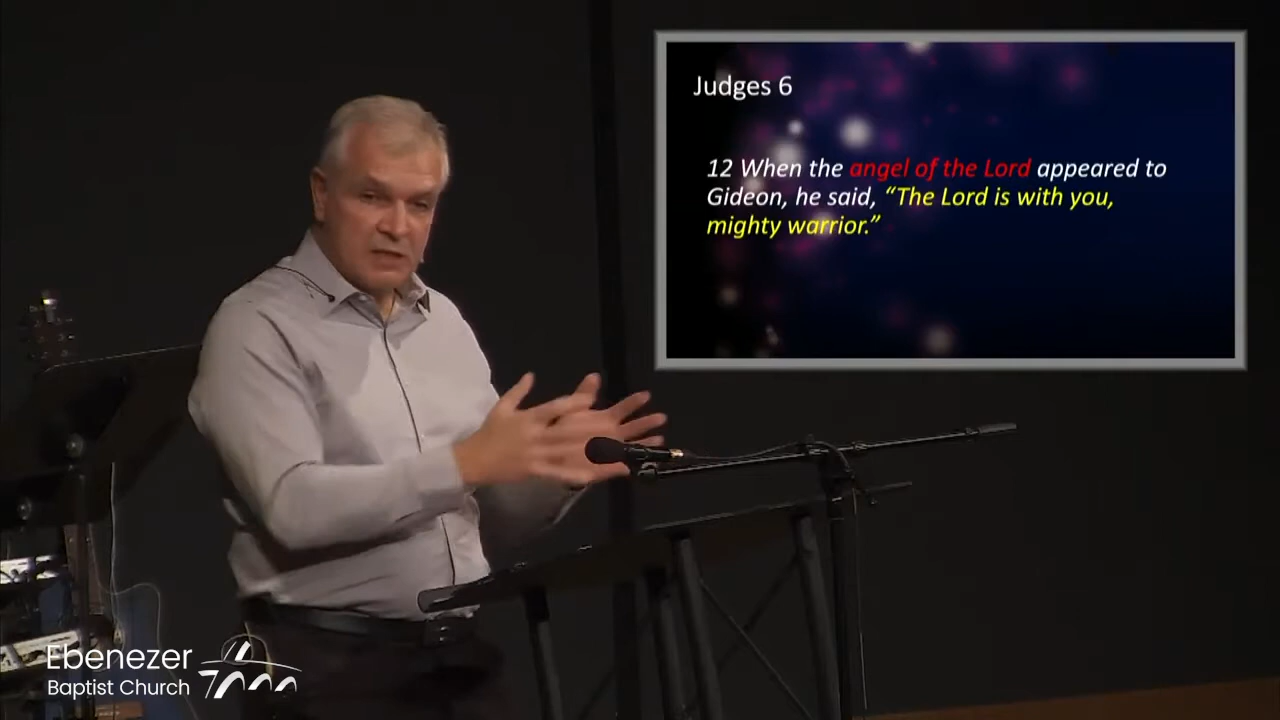 Judges 6
12 When the angel of the Lord appeared to
Gideon, he said, “The Lord is with you,
mighty warrior.”
Ebenezer
Baptist Church